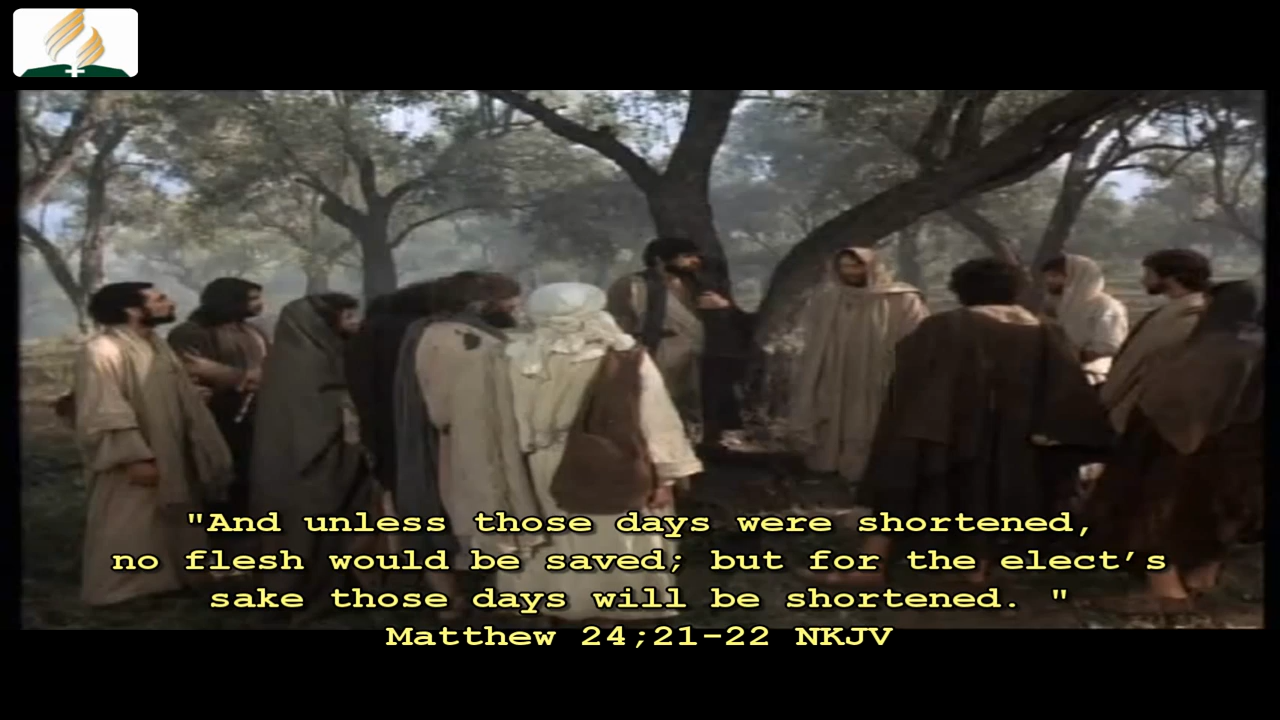 "And unless those days were shortened,
no flesh would be saved; but for the elect’s
sake those days will be shortened. "
Matthew 24;21-22 NKJV